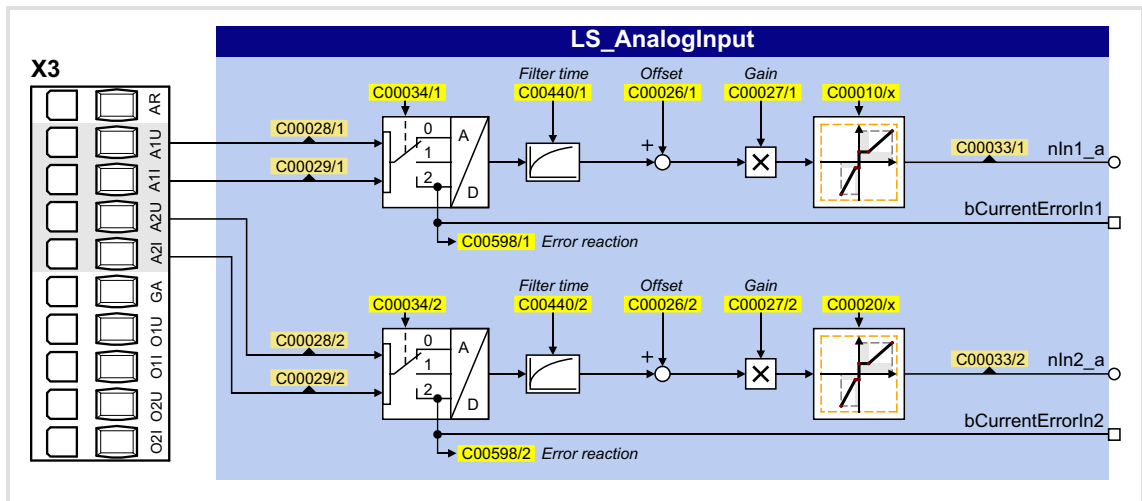 LS_AnalogInput
X3
AR
A1U
A1I
A2U
A2I
GA
O1U
O1I
O2U
O2I
Filter time Offset Gain
C00034/1 C00440/1 C00026/1 C00027/1 C00010/x
C00028/1
0 A
+
1
C00029/1
2 D
C00033/1 nIn1_a
bCurrentErrorIn1
C00598/1 Error reaction
Filter time Offset Gain
C00034/2 C00440/2 C00026/2 C00027/2 C00020/x
C00028/2
0 A
+
1
C00029/2
2 D
C00033/2 nIn2_a
bCurrentErrorIn2
C00598/2 Error reaction